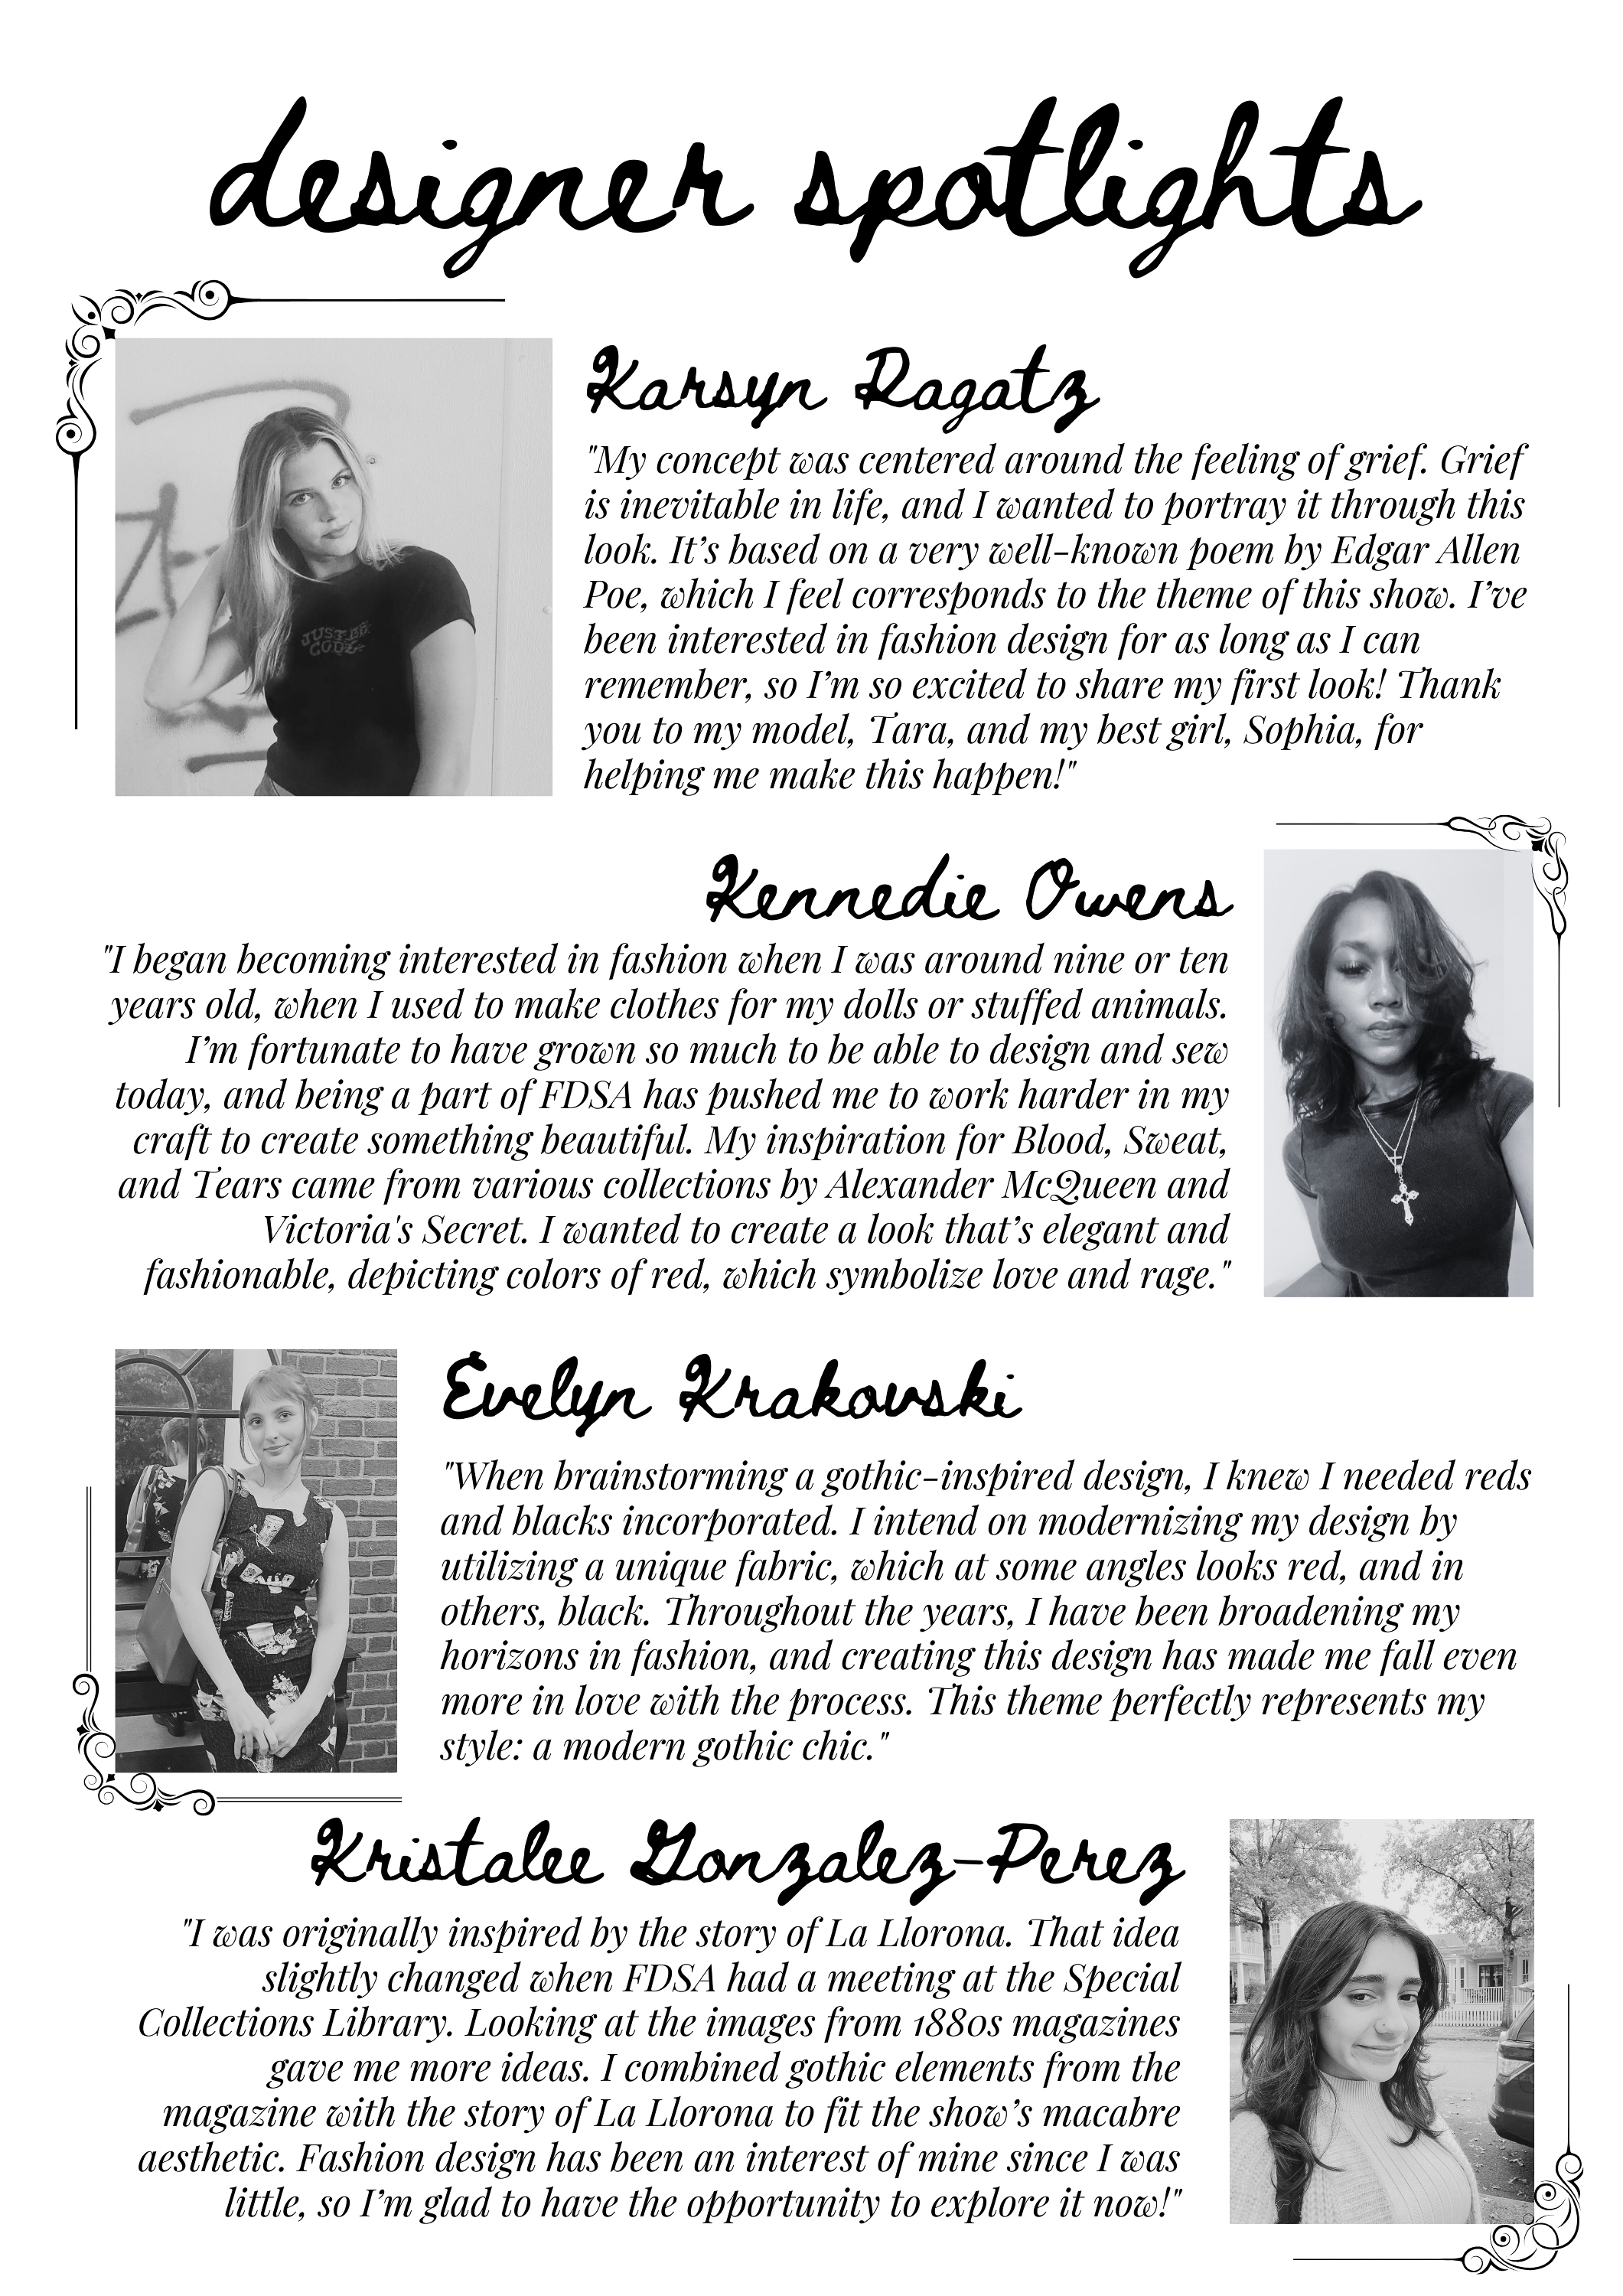 designer spotlights
Karsyn Ragatz
"My concept was centered around the feeling of grief. Grief
is inevitable in life, and I wanted to portray it through this
look. It’s based on a very well-known poem by Edgar Allen
Poe, which I feel corresponds to the theme of this show. I’ve
been interested in fashion design for as long as I can
remember, so I’m so excited to share my first look! Thank
you to my model, Tara, and my best girl, Sophia, for
helping me make this happen!"
Kennedie Owens
"I began becoming interested in fashion when I was around nine or ten
years old, when I used to make clothes for my dolls or stuffed animals.
I’m fortunate to have grown so much to be able to design and sew
today, and being a part of FDSA has pushed me to work harder in my
craft to create something beautiful. My inspiration for Blood, Sweat,
and Tears came from various collections by Alexander McQueen and
Victoria's Secret. I wanted to create a look that’s elegant and
fashionable, depicting colors of red, which symbolize love and rage."
Evelyn Krakovski
"When brainstorming a gothic-inspired design, I knew I needed reds
and blacks incorporated. I intend on modernizing my design by
utilizing a unique fabric, which at some angles looks red, and in
others, black. Throughout the years, I have been broadening my
horizons in fashion, and creating this design has made me fall even
more in love with the process. This theme perfectly represents my
style: a modern gothic chic."
Kristalee Gonzalez-Perez
"I was originally inspired by the story of La Llorona. That idea
slightly changed when FDSA had a meeting at the Special
Collections Library. Looking at the images from 1880s magazines
gave me more ideas. I combined gothic elements from the
magazine with the story of La Llorona to fit the show’s macabre
aesthetic. Fashion design has been an interest of mine since I was
little, so I’m glad to have the opportunity to explore it now!"